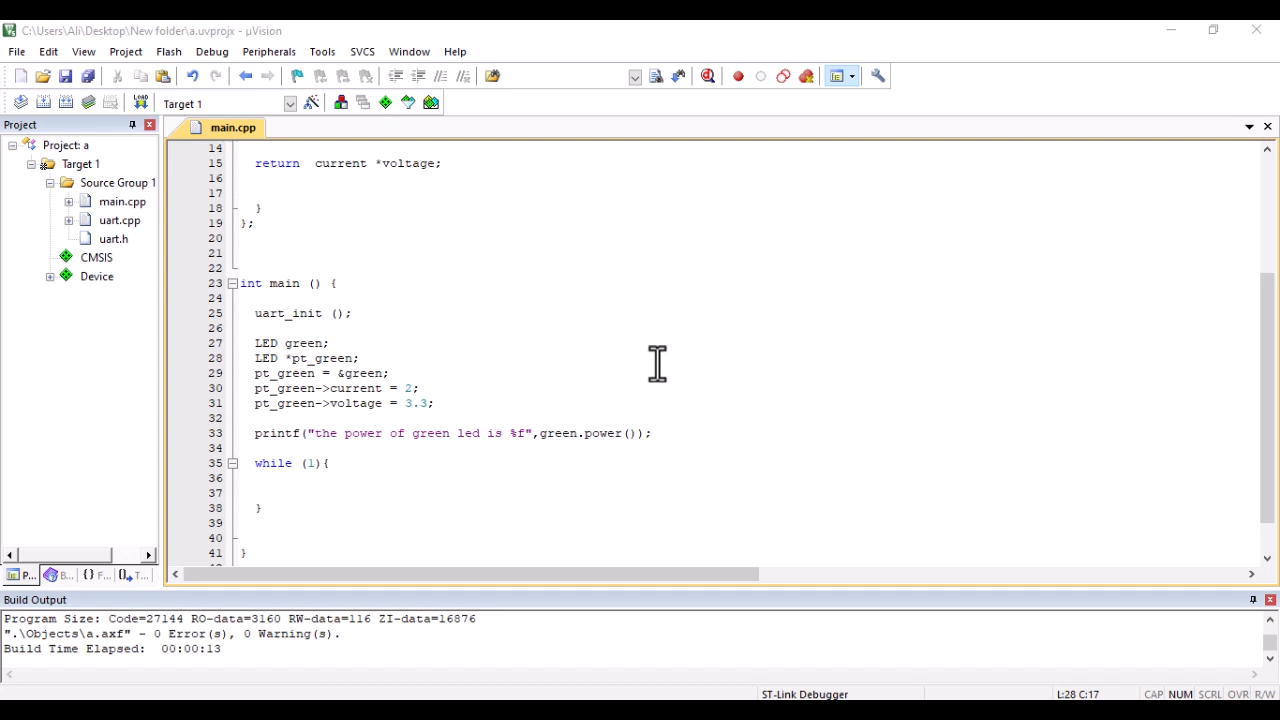 C:\Users\Ali\Desktop\New folder\a.uvprojx - µVision
File Edit View Project Flash Debug Peripherals Tools SVCS Window Help
LOAD Target 1
Project
main.cpp
Project: a
Target 1
Source Group 1
main.cpp
uart.cpp
uart.h
CMSIS
Device
P... B... {} F... T...
14
15 return current *voltage;
16
17
18 }
19 };
20
21
22
23 int main () {
24
25 uart_init ();
26
27 LED green;
28 LED *pt_green;
29 pt_green = &green;
30 pt_green->current = 2;
31 pt_green->voltage = 3.3;
32
33 printf("the power of green led is %f",green.power());
34
35 while (1){
36
37
38 }
39
40
41 }
Build Output
Program Size: Code=27144 RO-data=3160 RW-data=116 ZI-data=16876
".\Objects\a.axf" - 0 Error(s), 0 Warning(s).
Build Time Elapsed: 00:00:13
ST-Link Debugger L:28 C:17 CAP NUM SCRL OVR R/W